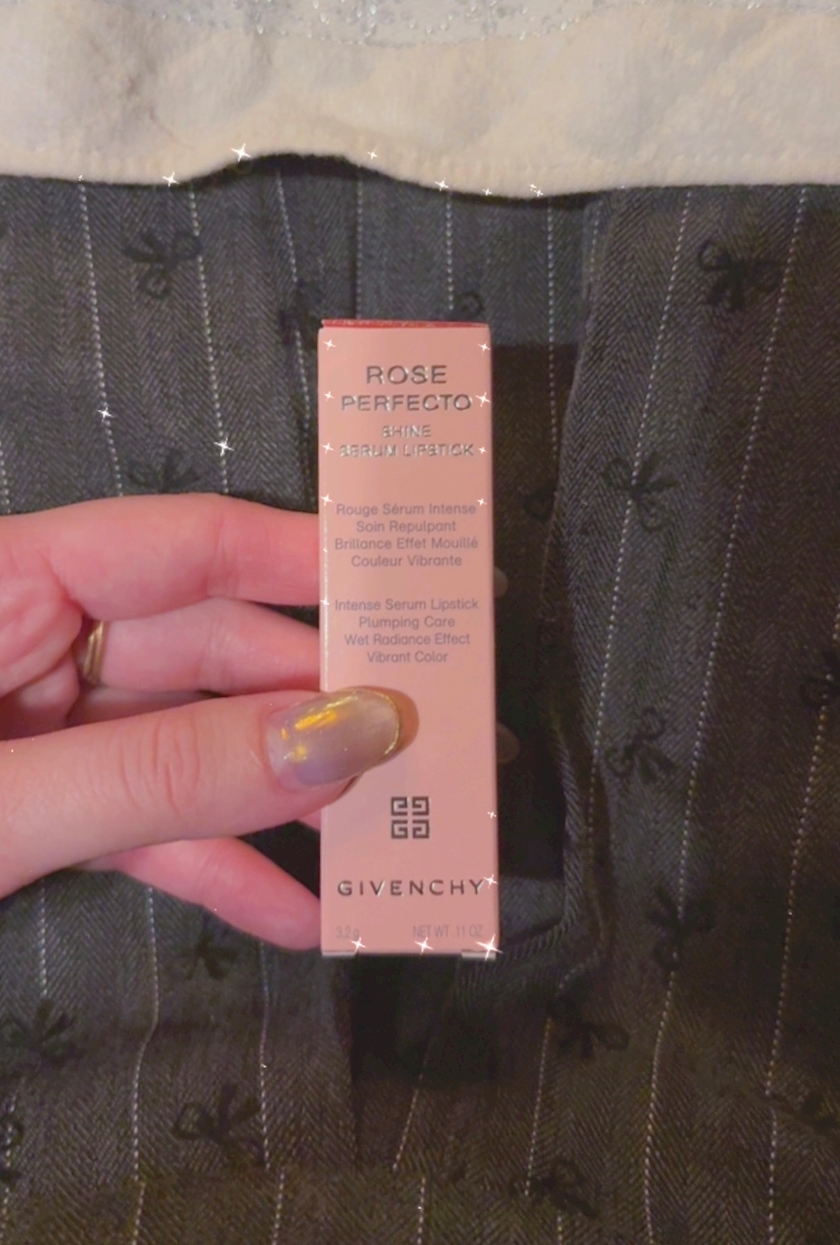 ROSE
PERFECTO
SHINE
SERUM LIPSTICK
Rouge Sérum Intense
Soin Repulpant
Brillance Effet Mouillé
Couleur Vibrante
Intense Serum Lipstick
Plumping Care
Wet Radiance Effect
Vibrant Color
GIVENCHY
3,2g NET WT. .11 OZ.